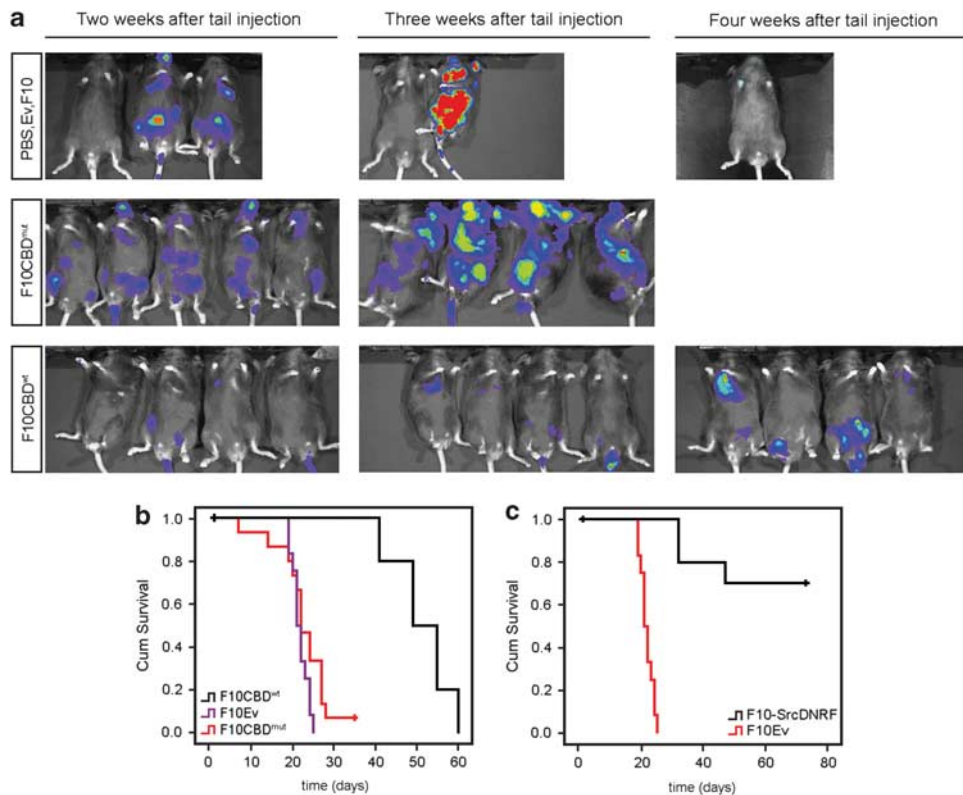 a
Two weeks after tail injection
Three weeks after tail injection
Four weeks after tail injection
PBS,Ev,F10
F10CBDmut
F10CBDwt
b
Cum Survival
1.0
0.8
0.6
0.4
0.2
0.0
F10CBDwt
F10Ev
F10CBDmut
0 10 20 30 40 50 60
time (days)
c
Cum Survival
1.0
0.8
0.6
0.4
0.2
0.0
F10-SrcDNRF
F10Ev
0 20 40 60 80
time (days)